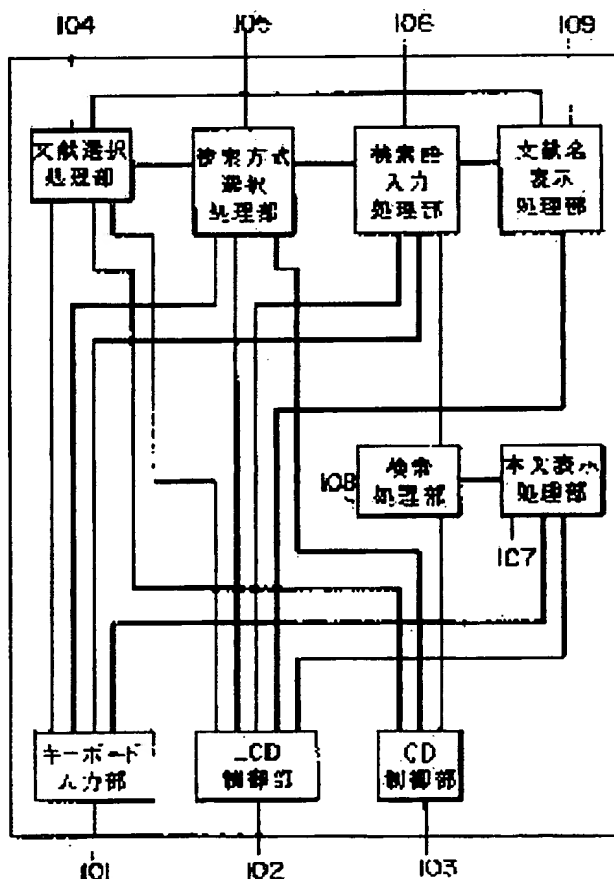 104
105
106
109
文献選択
処理部
検索方式
選択
処理部
検索語
入力
処理部
文献名
表示
処理部
検索
処理部
108
本文表示
処理部
107
キーボード
入力部
LCD
制御部
CD
制御部
101
102
103